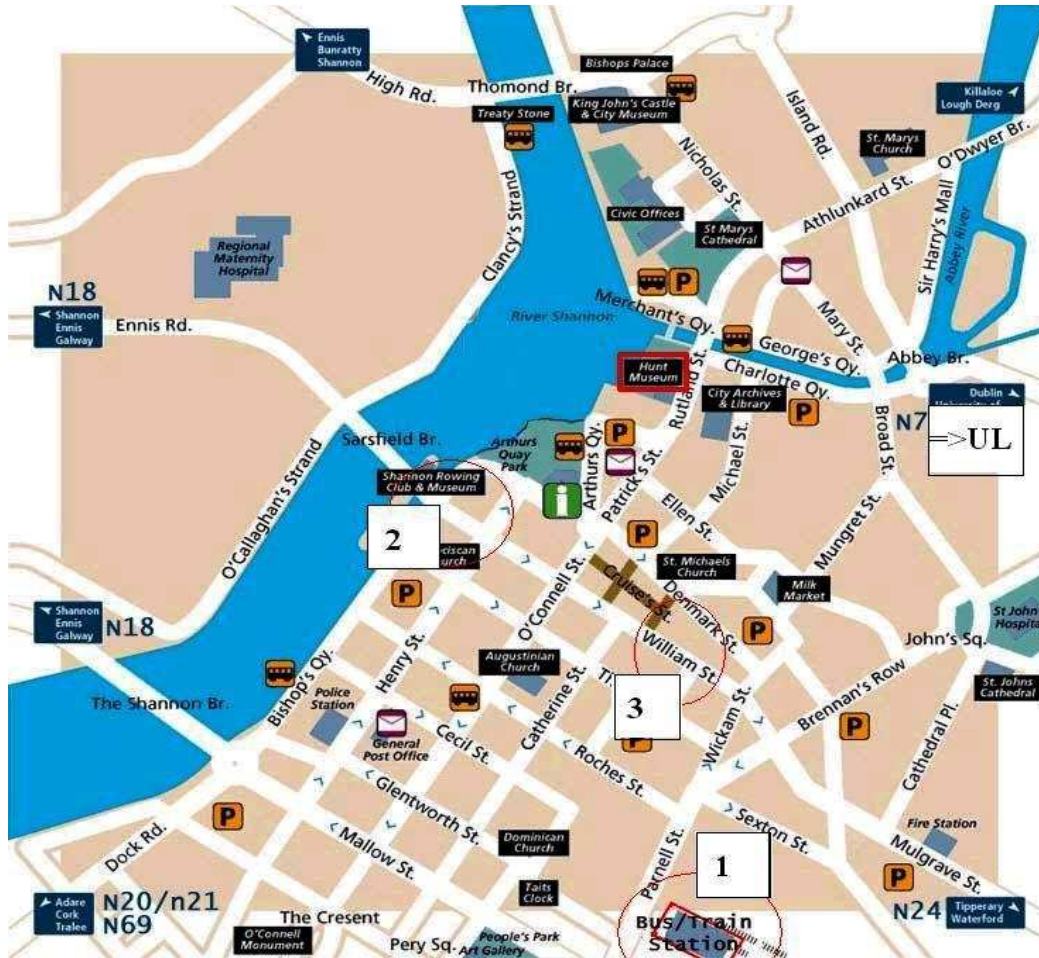 Ennis
Bunratty
Shannon
High Rd.
Thomond Br.
Bishops Palace
King John's Castle
& City Museum
Treaty Stone
Island Rd.
Killaloe
Lough Derg
St. Marys
Church
O'Dwyer Br.
Nicholas St.
Athlunkard St.
Sir Harry's Mall
Abbey River
Civic Offices
St Marys
Cathedral
Clancy's Strand
Regional
Maternity
Hospital
N18
Shannon
Ennis
Galway
Ennis Rd.
River Shannon
P
Merchant's Qy.
Mary St.
George's Qy.
Abbey Br.
Charlotte Qy.
Hunt
Museum
Rutland St.
City Archives
& Library
P
Dublin
N7
=>UL
Broad St.
Sarsfield Br.
Arthurs
Quay
Park
Arthurs Qy.
P
Patrick's St.
Michael St.
Shannon Rowing
Club & Museum
i
Ellen St.
P
Mungret St.
O'Callaghan's Strand
2
P
O'Connell St.
Cruise's St.
St. Michaels
Church
Denmark St.
Milk
Market
P
St John
Hospital
John's Sq.
Shannon
Ennis
Galway
N18
Henry St.
William St.
Augustinian
Church
St. Johns
Cathedral
The Shannon Br.
Bishop's Qy.
Police
Station
Catherine St.
3
P
Wickam St.
Brennan's Row
P
Cathedral Pl.
General
Post Office
Cecil St.
Roches St.
Glentworth St.
P
Mallow St.
Dock Rd.
Sexton St.
Fire Station
Mulgrave St.
Dominican
Church
Parnell St.
1
P
Taits
Clock
Adare
Cork
Tralee
N20/n21
N69
The Cresent
O'Connell
Monument
Pery Sq.
People's Park
Art Gallery
Bus/Train
Station
N24
Tipperary
Waterford